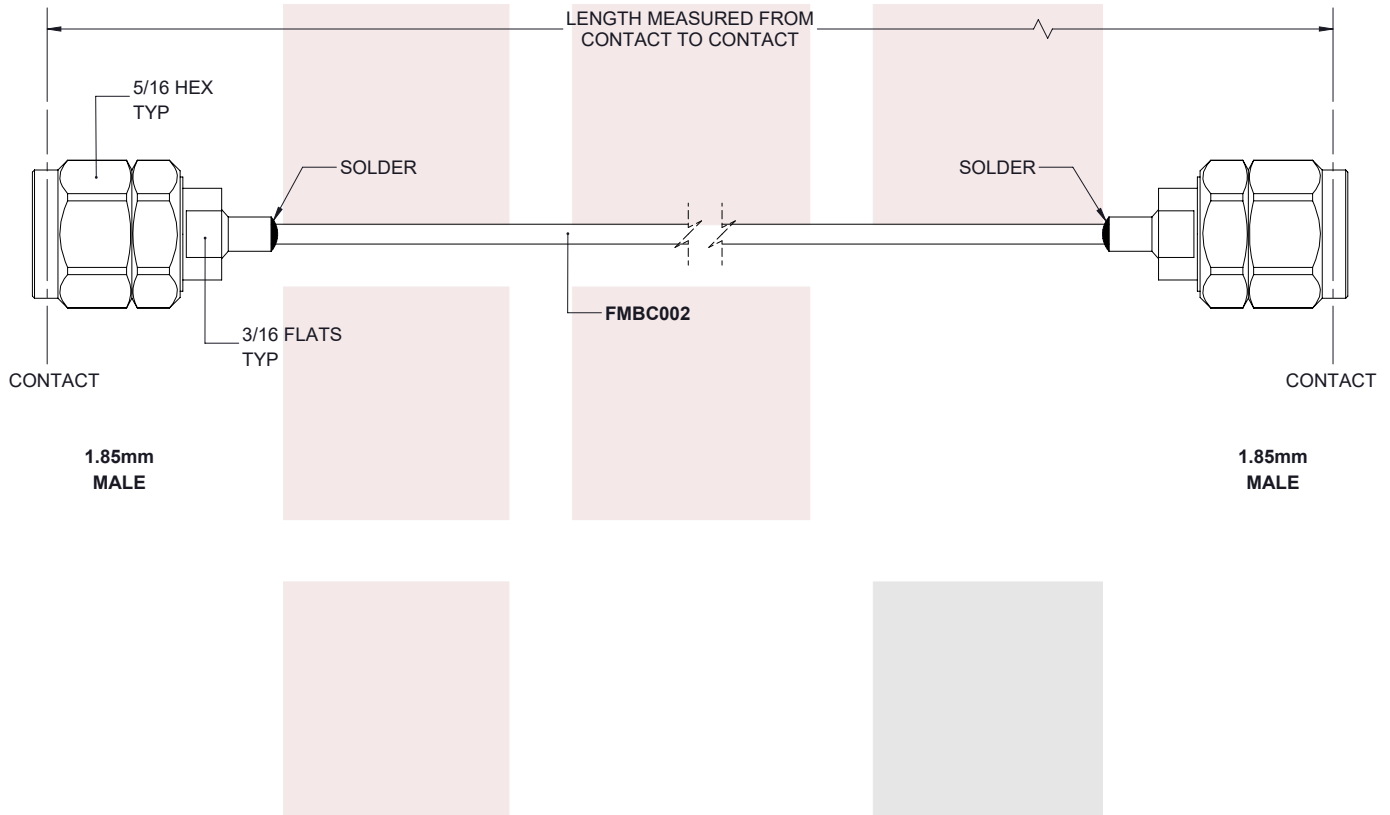 LENGTH MEASURED FROM
CONTACT TO CONTACT
5/16 HEX
TYP
SOLDER
SOLDER
FMBC002
3/16 FLATS
TYP
CONTACT
CONTACT
1.85mm
MALE
1.85mm
MALE